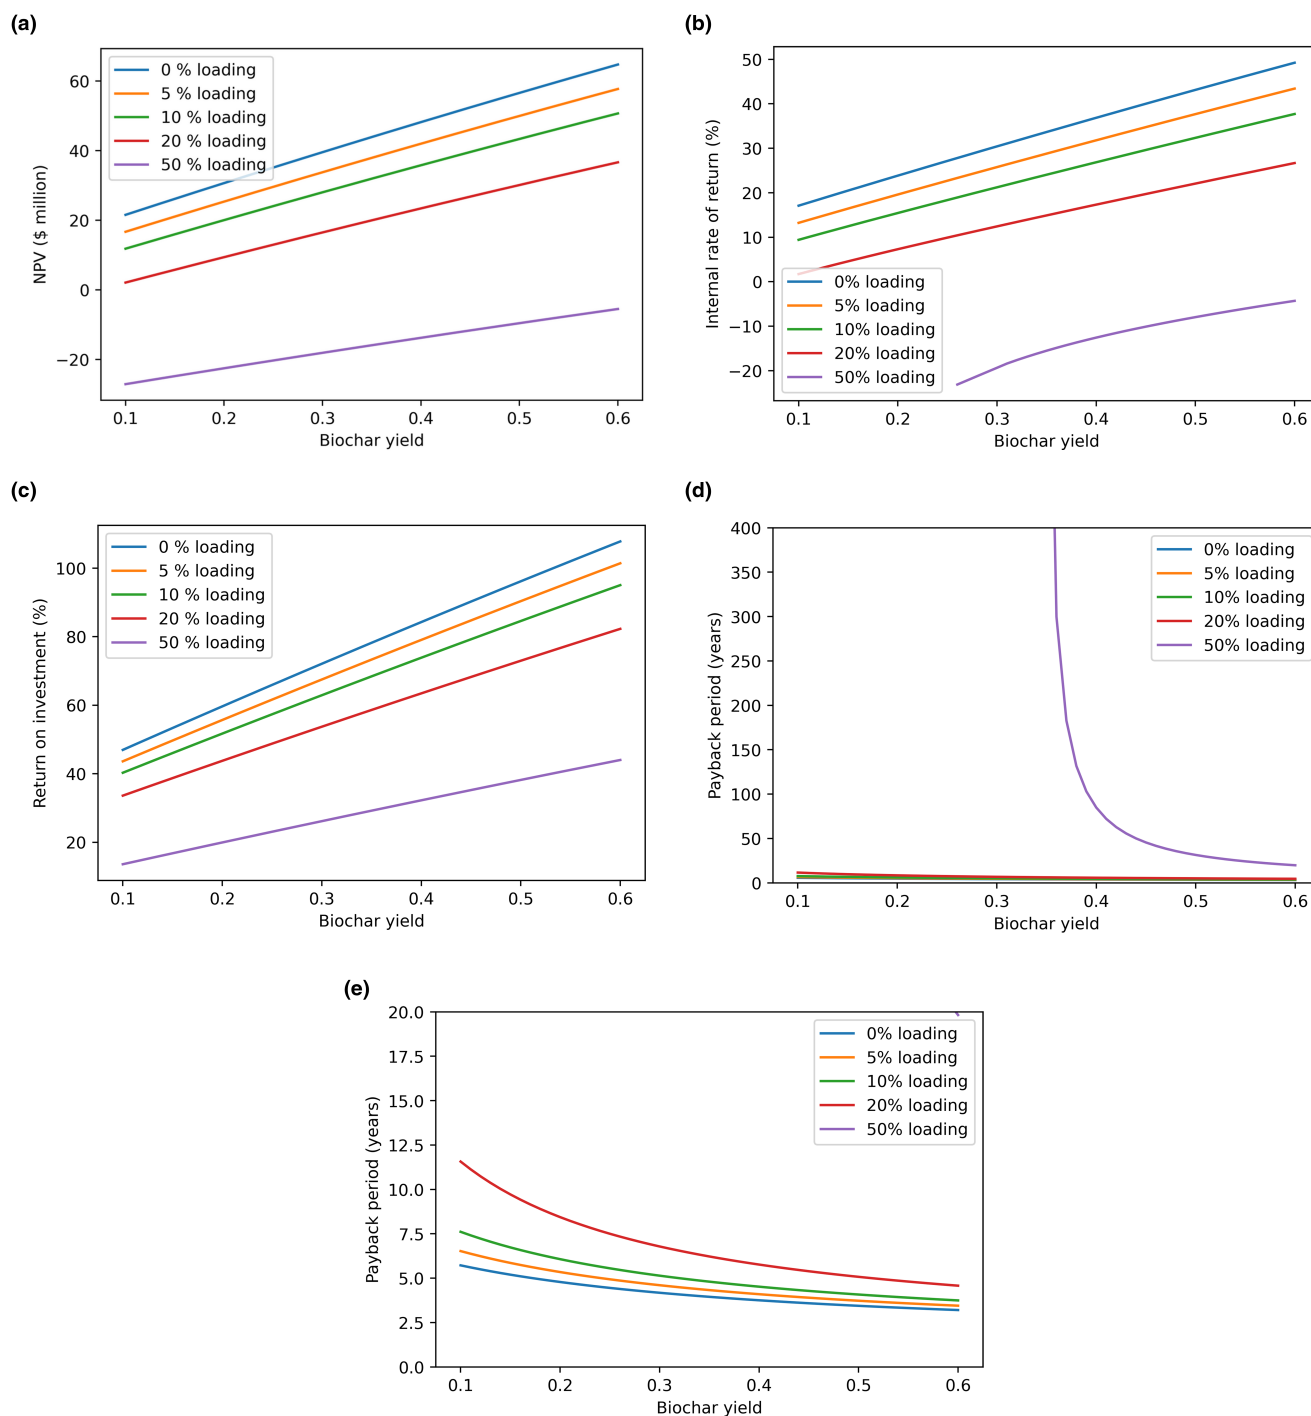 (a)
NPV ($ million)
60
40
20
0
−20
0 % loading
5 % loading
10 % loading
20 % loading
50 % loading
0.1 0.2 0.3 0.4 0.5 0.6
Biochar yield
(b)
Internal rate of return (%)
50
40
30
20
10
0
−10
−20
0% loading
5% loading
10% loading
20% loading
50% loading
0.1 0.2 0.3 0.4 0.5 0.6
Biochar yield
(c)
Return on investment (%)
100
80
60
40
20
0 % loading
5 % loading
10 % loading
20 % loading
50 % loading
0.1 0.2 0.3 0.4 0.5 0.6
Biochar yield
(d)
Payback period (years)
400
350
300
250
200
150
100
50
0
0% loading
5% loading
10% loading
20% loading
50% loading
0.1 0.2 0.3 0.4 0.5 0.6
Biochar yield
(e)
Payback period (years)
20.0
17.5
15.0
12.5
10.0
7.5
5.0
2.5
0.0
0% loading
5% loading
10% loading
20% loading
50% loading
0.1 0.2 0.3 0.4 0.5 0.6
Biochar yield